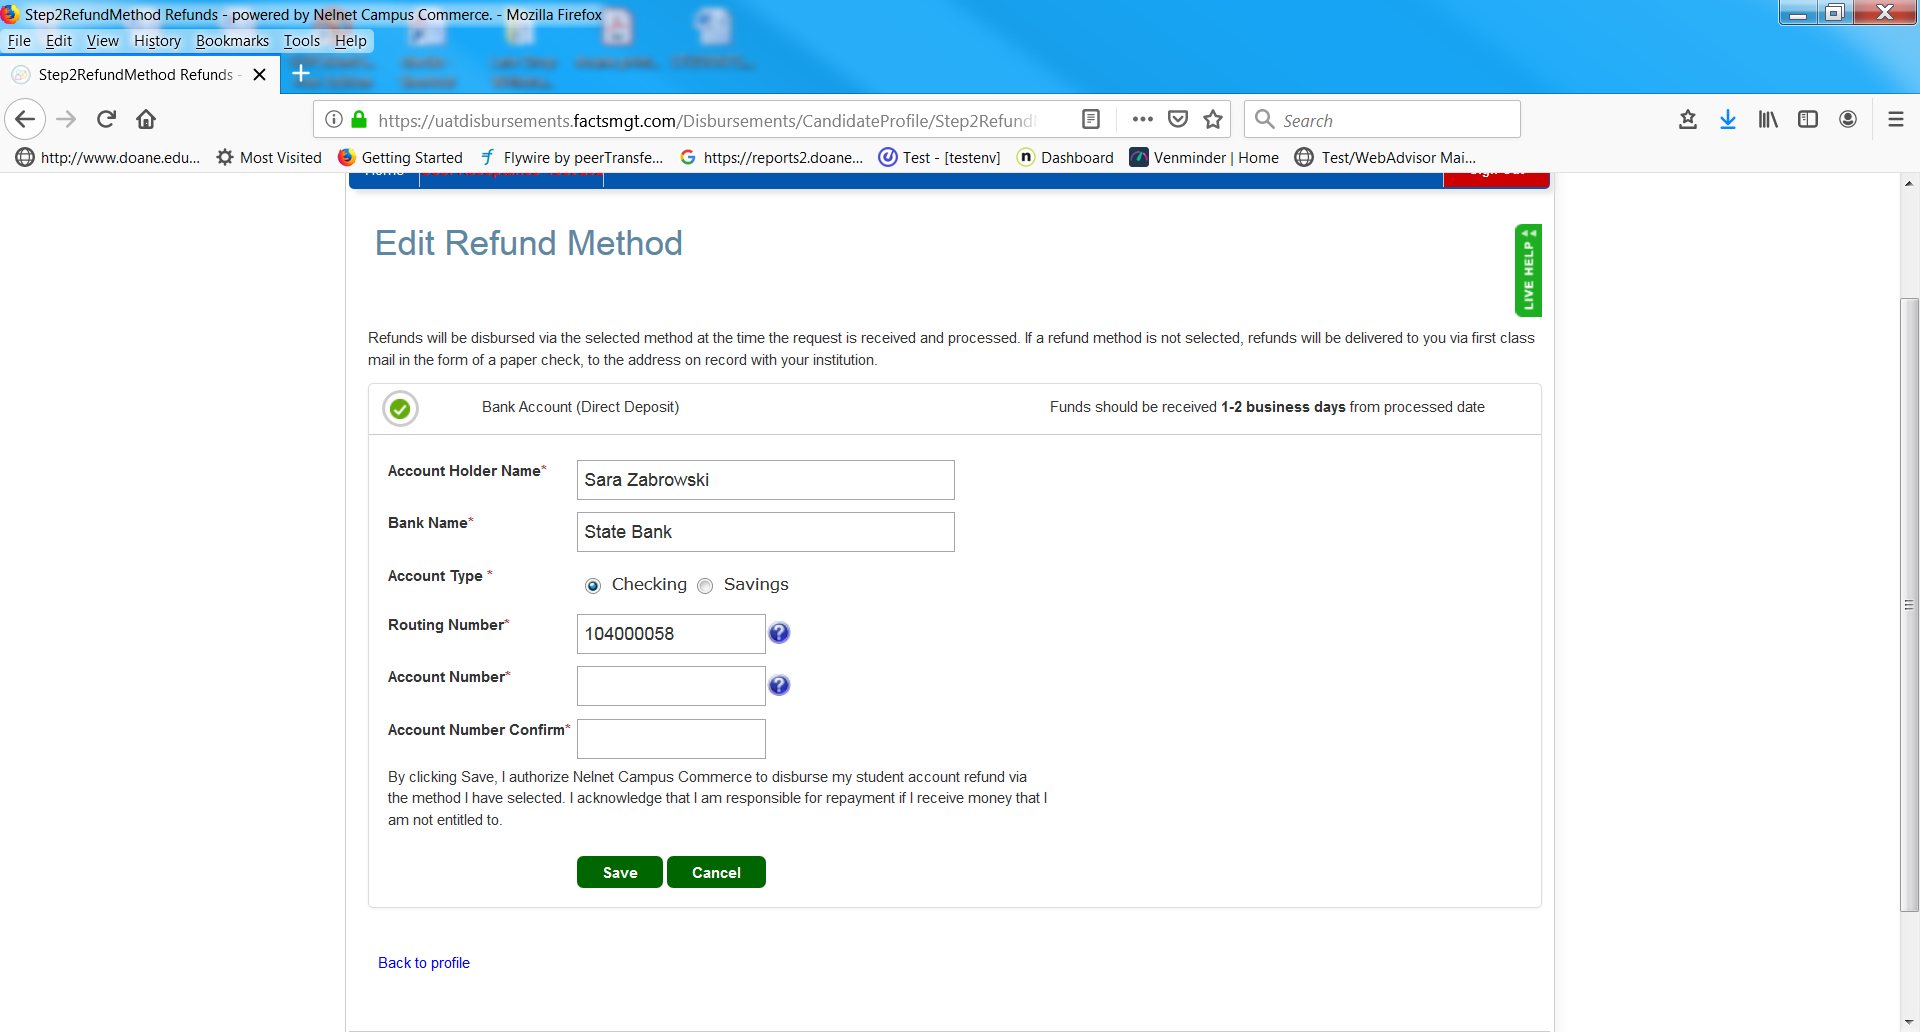 Step2RefundMethod Refunds - powered by Nelnet Campus Commerce. - Mozilla Firefox
File Edit View History Bookmarks Tools Help
Step2RefundMethod Refunds -
https://uatdisbursements.factsmgt.com/Disbursements/CandidateProfile/Step2Refund
Search
http://www.doane.edu... Most Visited Getting Started Flywire by peerTransfe... https://reports2.doane... Test - [testenv] Dashboard Venminder | Home Test/WebAdvisor Mai...
Edit Refund Method
LIVE HELP
Refunds will be disbursed via the selected method at the time the request is received and processed. If a refund method is not selected, refunds will be delivered to you via first class
mail in the form of a paper check, to the address on record with your institution.
Bank Account (Direct Deposit) Funds should be received 1-2 business days from processed date
Account Holder Name* Sara Zabrowski
Bank Name* State Bank
Account Type * Checking Savings
Routing Number* 104000058
Account Number*
Account Number Confirm*
By clicking Save, I authorize Nelnet Campus Commerce to disburse my student account refund via
the method I have selected. I acknowledge that I am responsible for repayment if I receive money that I
am not entitled to.
Save Cancel
Back to profile